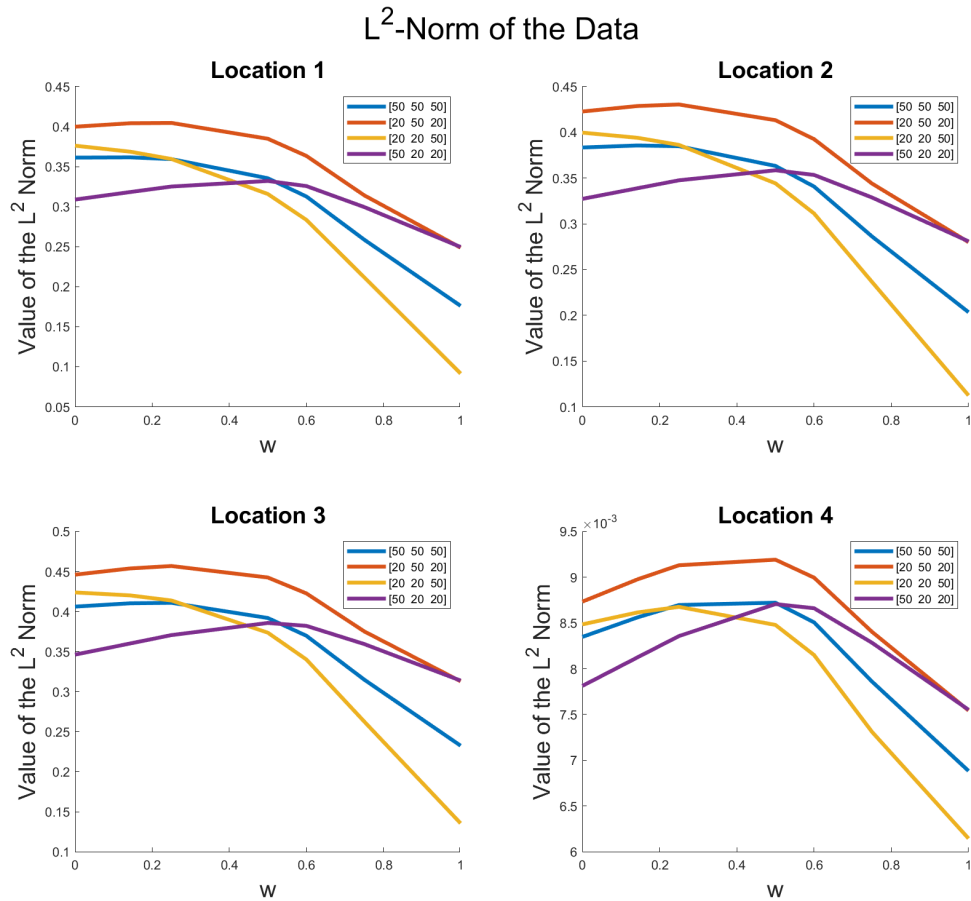 L²-Norm of the Data
Location 1
Value of the L² Norm
0.45
0.4
0.35
0.3
0.25
0.2
0.15
0.1
0.05
0 0.2 0.4 0.6 0.8 1
w
[50 50 50]
[20 50 20]
[20 20 50]
[50 20 20]
Location 2
Value of the L² Norm
0.45
0.4
0.35
0.3
0.25
0.2
0.15
0.1
0 0.2 0.4 0.6 0.8 1
w
[50 50 50]
[20 50 20]
[20 20 50]
[50 20 20]
Location 3
Value of the L² Norm
0.5
0.45
0.4
0.35
0.3
0.25
0.2
0.15
0.1
0 0.2 0.4 0.6 0.8 1
w
[50 50 50]
[20 50 20]
[20 20 50]
[50 20 20]
Location 4
×10⁻³
Value of the L² Norm
9.5
9
8.5
8
7.5
7
6.5
6
0 0.2 0.4 0.6 0.8 1
w
[50 50 50]
[20 50 20]
[20 20 50]
[50 20 20]